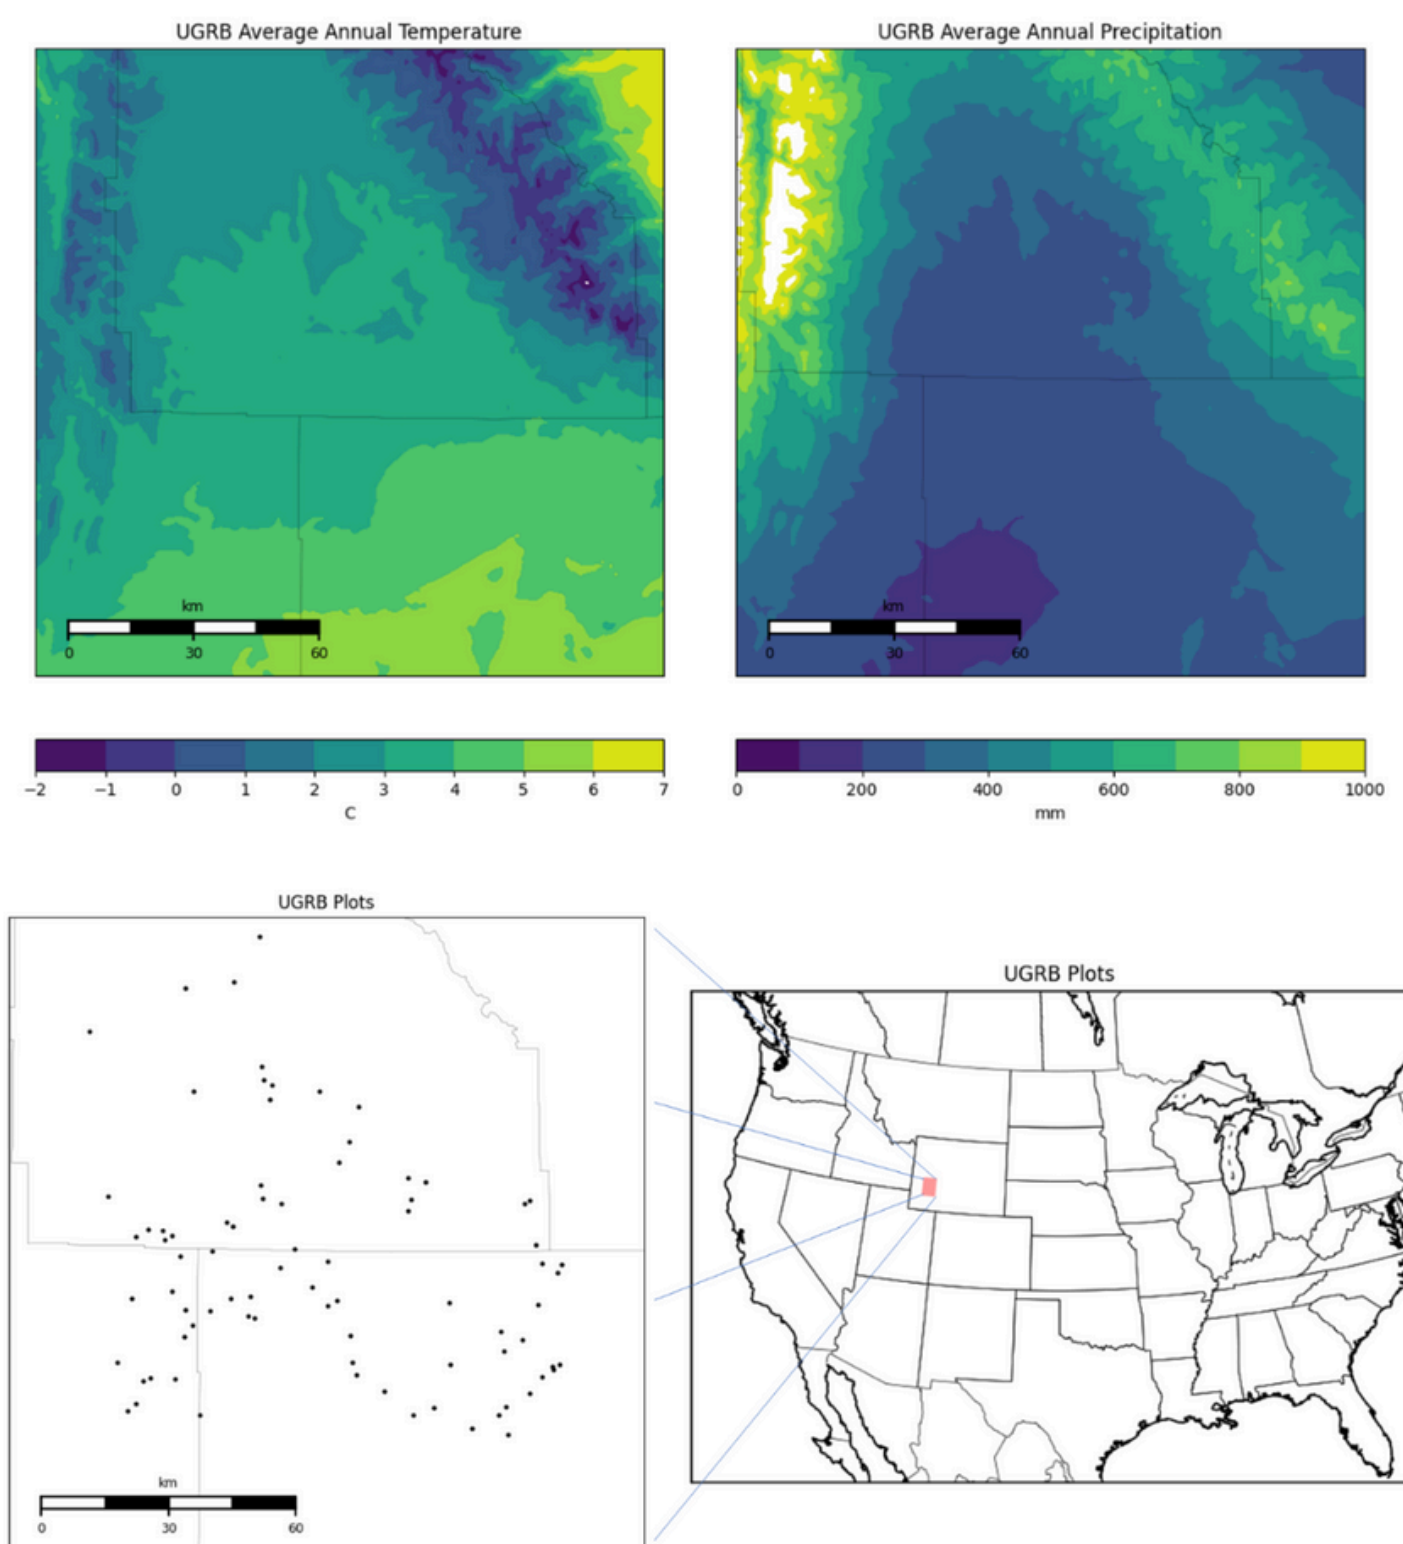 UGRB Average Annual Temperature
UGRB Average Annual Precipitation
km
0 30 60
km
0 30 60
−2 −1 0 1 2 3 4 5 6 7
C
0 200 400 600 800 1000
mm
UGRB Plots
km
0 30 60
UGRB Plots